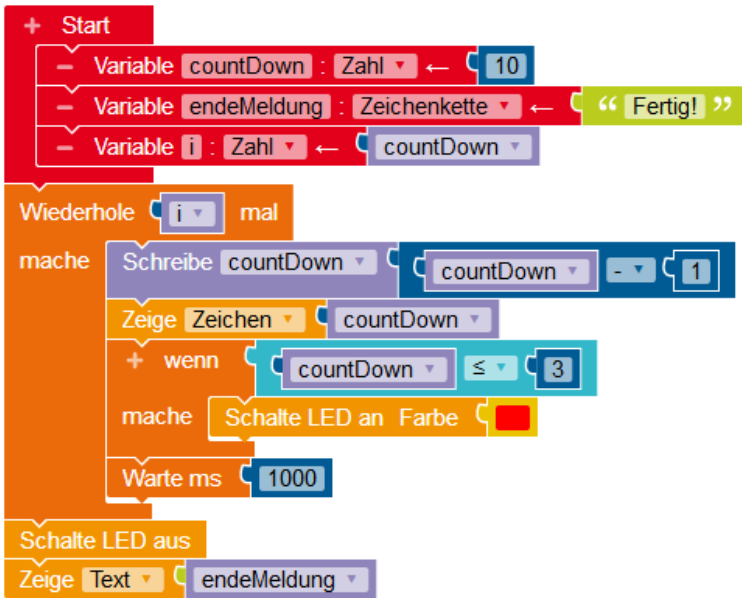 + Start
– Variable countDown : Zahl ← 10
– Variable endeMeldung : Zeichenkette ← “ Fertig! ”
– Variable i : Zahl ← countDown
Wiederhole i mal
mache Schreibe countDown countDown - 1
Zeige Zeichen countDown
+ wenn countDown ≤ 3
mache Schalte LED an Farbe
Warte ms 1000
Schalte LED aus
Zeige Text endeMeldung